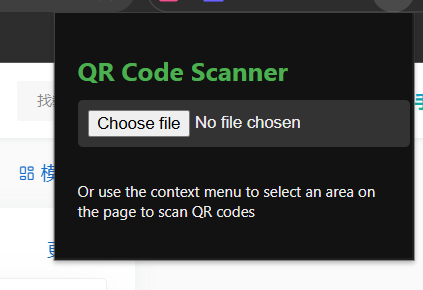 QR Code Scanner
找
Choose file No file chosen
模
Or use the context menu to select an area on
the page to scan QR codes